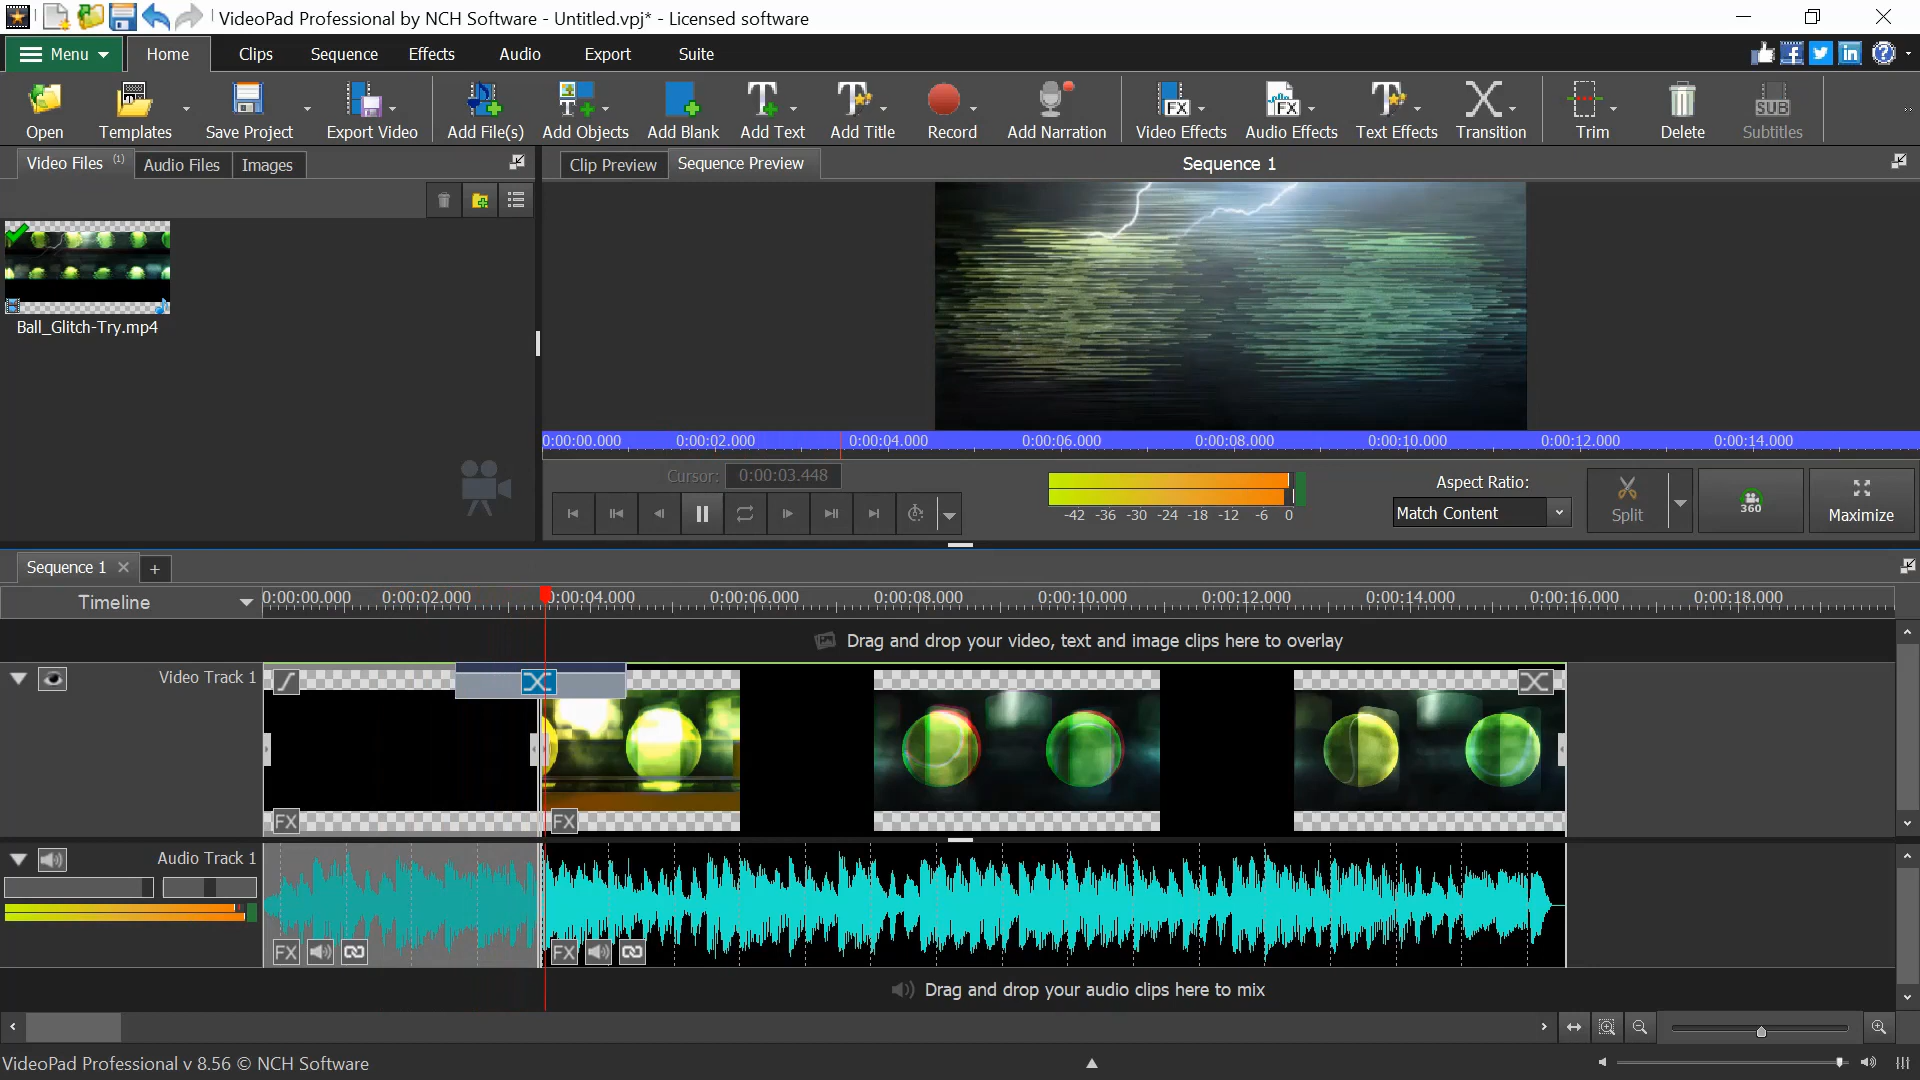 VideoPad Professional by NCH Software - Untitled.vpj* - Licensed software
Menu Home Clips Sequence Effects Audio Export Suite
Open Templates Save Project Export Video Add File(s) Add Objects Add Blank Add Text Add Title Record Add Narration Video Effects Audio Effects Text Effects Transition Trim Delete Subtitles
Video Files (1) Audio Files Images
Clip Preview Sequence Preview Sequence 1
Ball_Glitch-Try.mp4
0:00:00.000 0:00:02.000 0:00:04.000 0:00:06.000 0:00:08.000 0:00:10.000 0:00:12.000 0:00:14.000
Cursor: 0:00:03.448
-42 -36 -30 -24 -18 -12 -6 0
Aspect Ratio:
Match Content
Split
360
Maximize
Sequence 1
Timeline
0:00:00.000 0:00:02.000 0:00:04.000 0:00:06.000 0:00:08.000 0:00:10.000 0:00:12.000 0:00:14.000 0:00:16.000 0:00:18.000
Drag and drop your video, text and image clips here to overlay
Video Track 1
FX FX
Audio Track 1
FX FX
Drag and drop your audio clips here to mix
VideoPad Professional v 8.56 © NCH Software